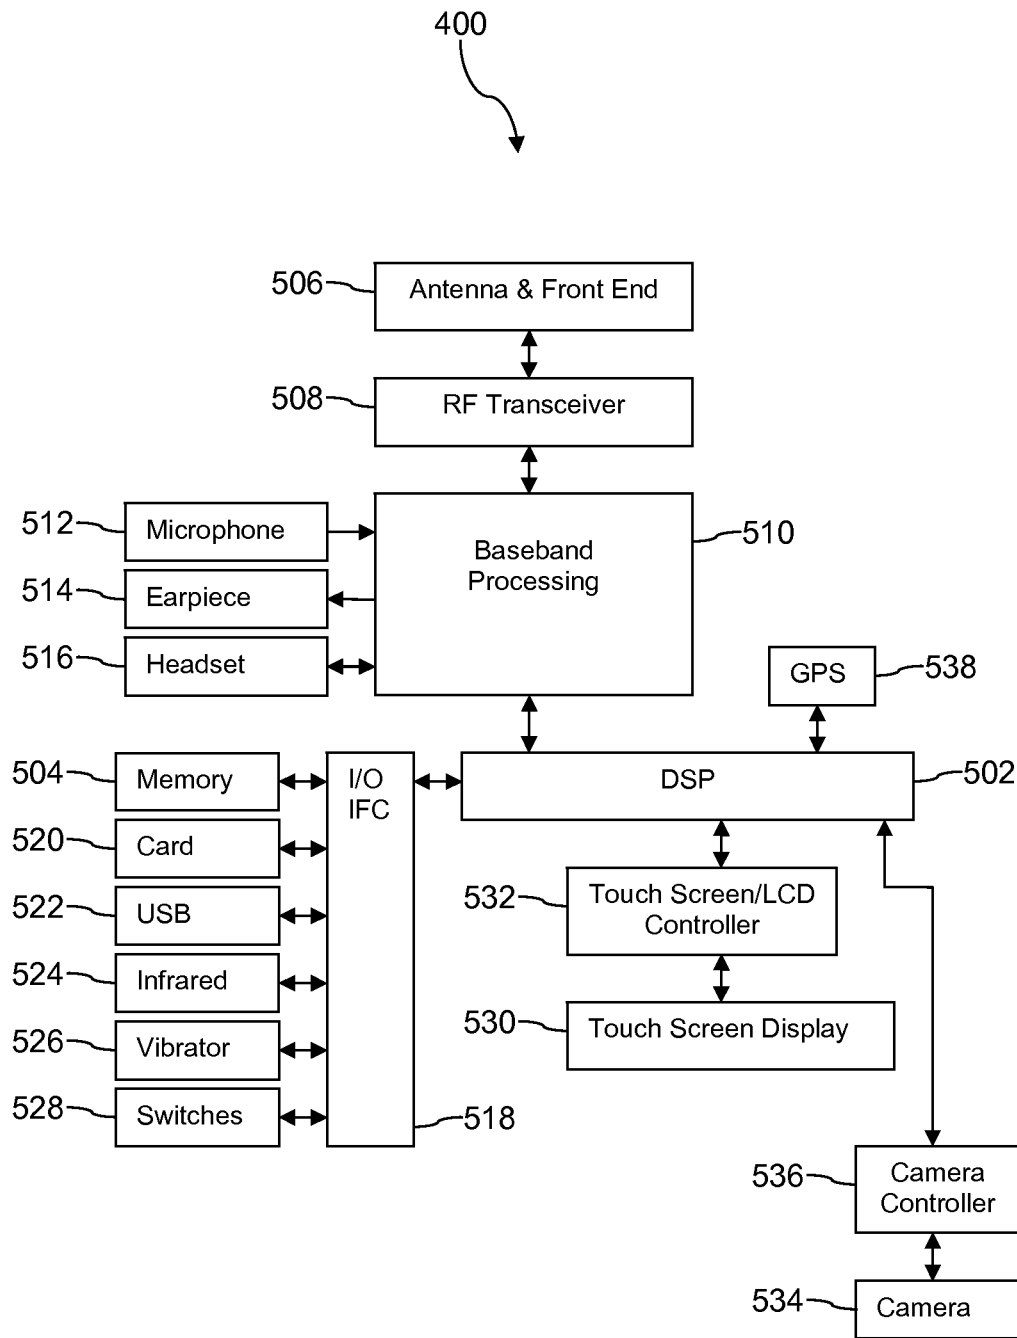 400
506
Antenna & Front End
508
RF Transceiver
512
Microphone
510
Baseband
Processing
514
Earpiece
516
Headset
GPS
538
504
Memory
I/O
IFC
DSP
502
520
Card
522
USB
532
Touch Screen/LCD
Controller
524
Infrared
530
Touch Screen Display
526
Vibrator
528
Switches
518
536
Camera
Controller
534
Camera